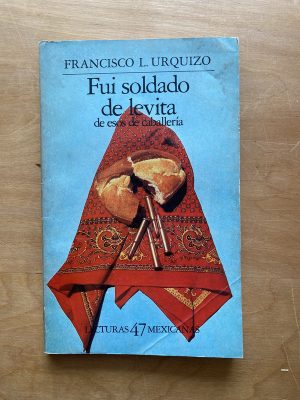 FRANCISCO L. URQUIZO
Fui soldado
de levita
de esos de caballería
LECTURAS 47 MEXICANAS